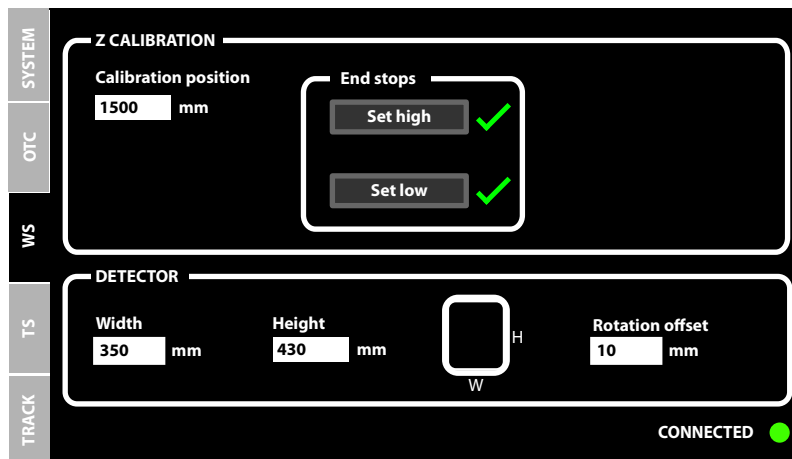 SYSTEM
OTC
WS
TS
TRACK
Z CALIBRATION
Calibration position
1500 mm
End stops
Set high
Set low
DETECTOR
Width
350 mm
Height
430 mm
H
W
Rotation offset
10 mm
CONNECTED